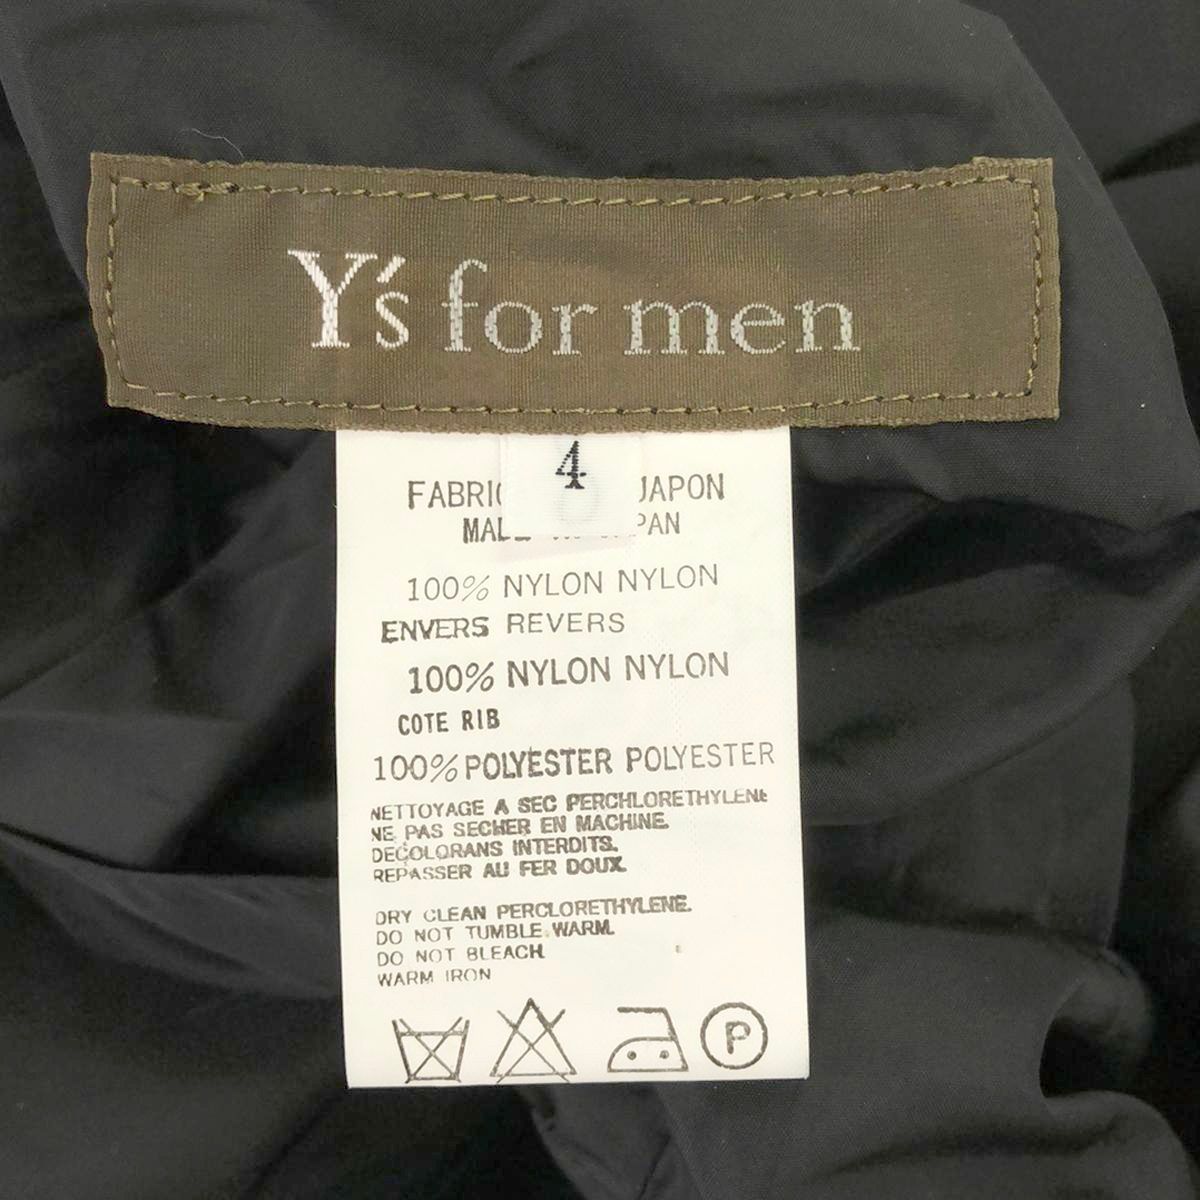 Y's for men
4
FABRI JAPON
MADE PAN
100% NYLON NYLON
ENVERS REVERS
100% NYLON NYLON
COTE RIB
100% POLYESTER POLYESTER
NETTOYAGE A SEC PERCHLORETHYLENE
NE PAS SECHER EN MACHINE.
DECOLORANS INTERDITS.
REPASSER AU FER DOUX.
DRY CLEAN PERCLORETHYLENE.
DO NOT TUMBLE WARM.
DO NOT BLEACH
WARM IRON
P